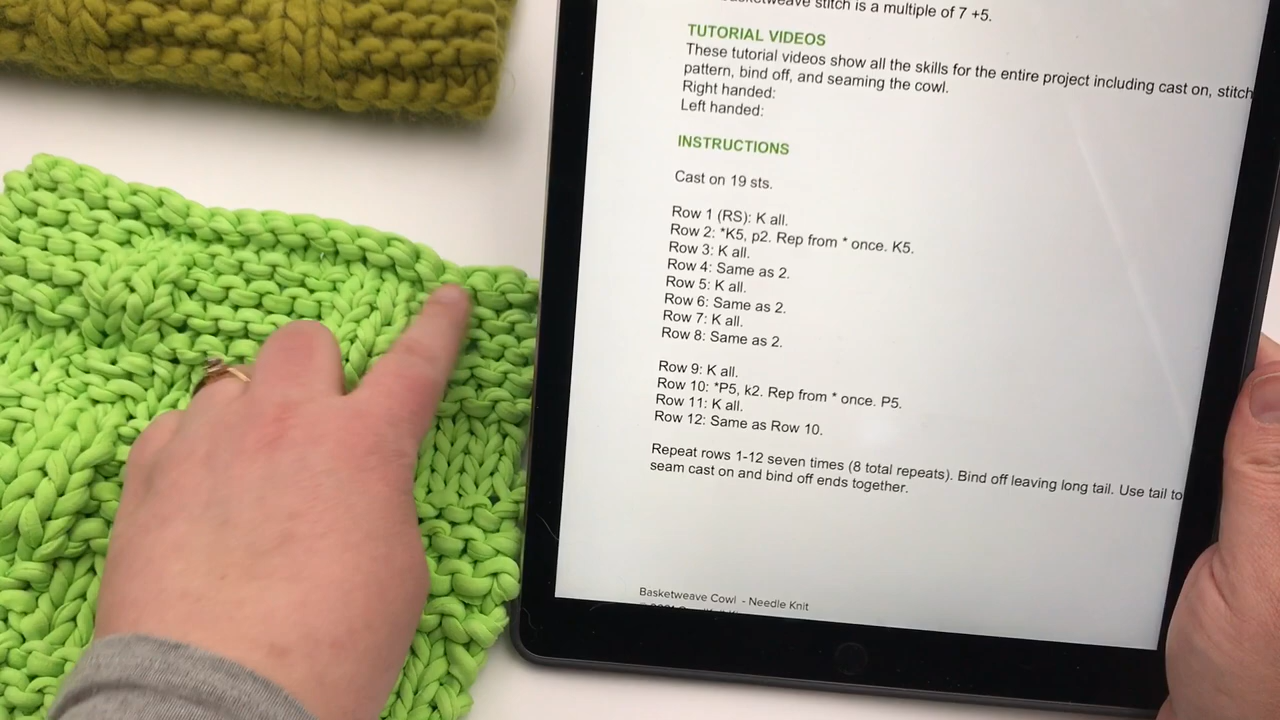 Basketweave stitch is a multiple of 7 +5.
TUTORIAL VIDEOS
These tutorial videos show all the skills for the entire project including cast on, stitch
pattern, bind off, and seaming the cowl.
Right handed:
Left handed:
INSTRUCTIONS
Cast on 19 sts.
Row 1 (RS): K all.
Row 2: *K5, p2. Rep from * once. K5.
Row 3: K all.
Row 4: Same as 2.
Row 5: K all.
Row 6: Same as 2.
Row 7: K all.
Row 8: Same as 2.
Row 9: K all.
Row 10: *P5, k2. Rep from * once. P5.
Row 11: K all.
Row 12: Same as Row 10.
Repeat rows 1-12 seven times (8 total repeats). Bind off leaving long tail. Use tail to
seam cast on and bind off ends together.
Basketweave Cowl - Needle Knit